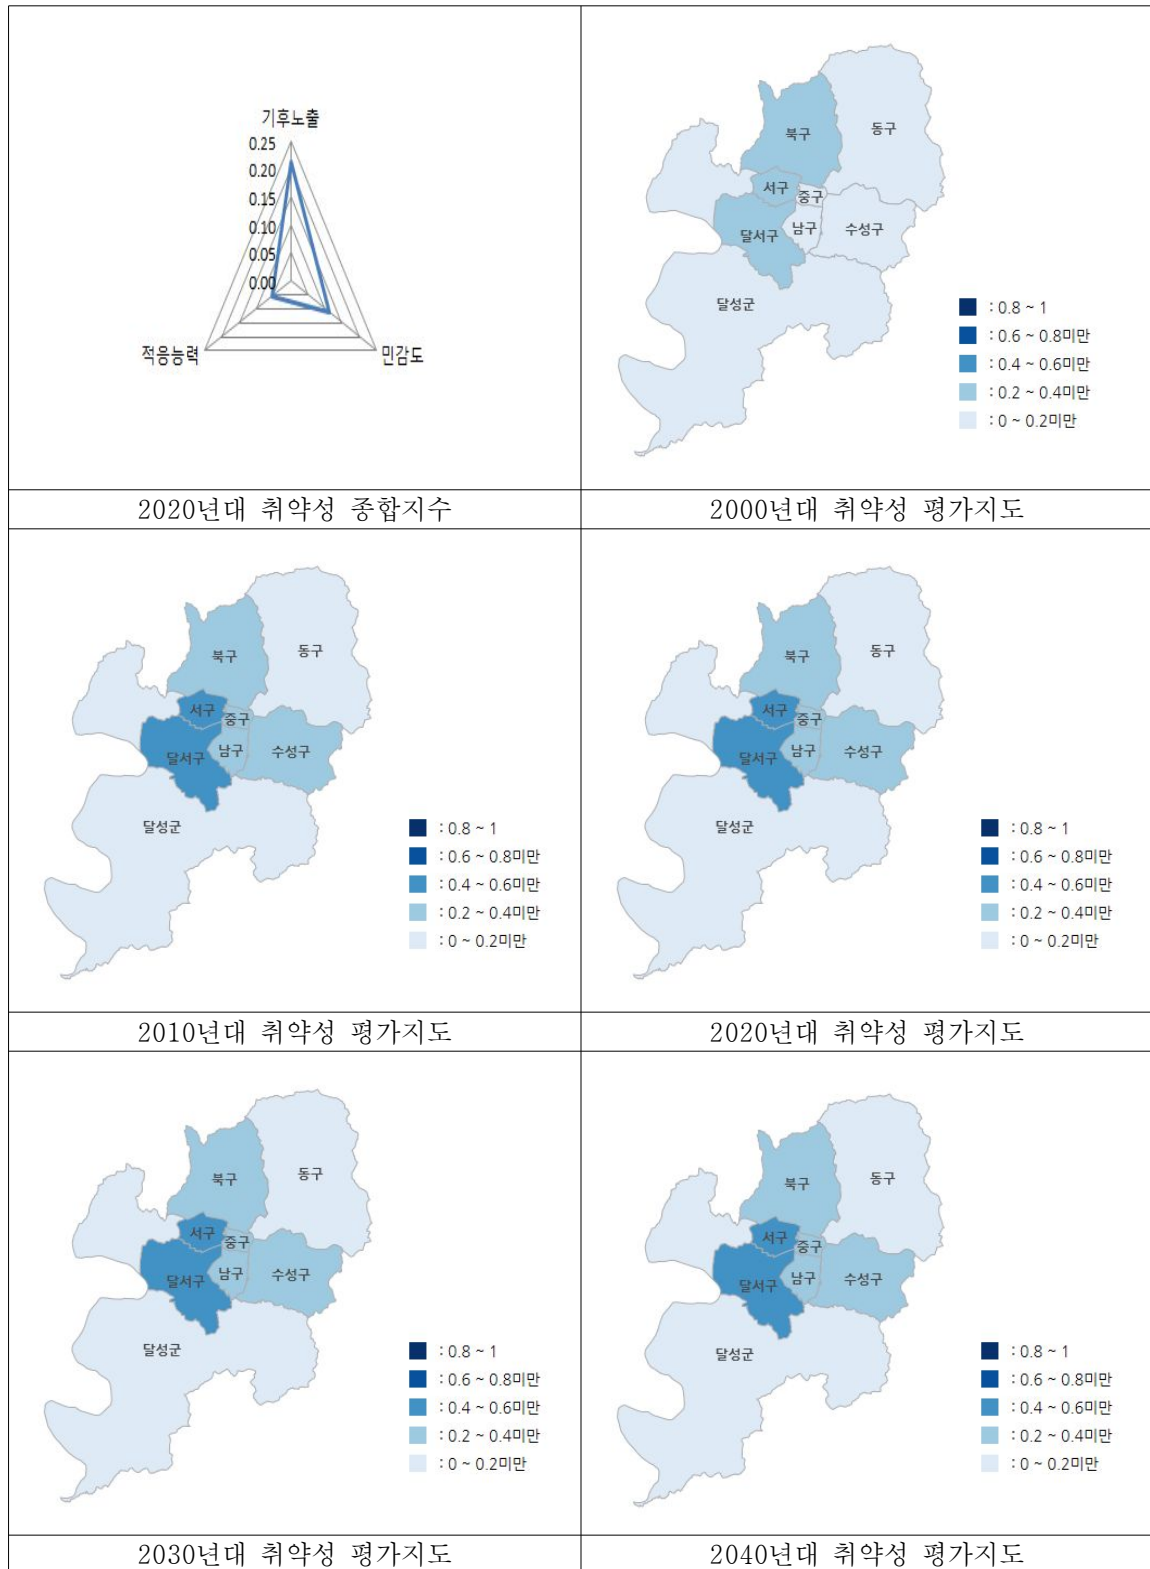 기후노출
0.25
0.20
0.15
0.10
0.05
0.00
적응능력
민감도
2020년대 취약성 종합지수
북구
동구
서구
중구
달서구
남구
수성구
달성군
: 0.8 ~ 1
: 0.6 ~ 0.8미만
: 0.4 ~ 0.6미만
: 0.2 ~ 0.4미만
: 0 ~ 0.2미만
2000년대 취약성 평가지도
북구
동구
서구
중구
달서구
남구
수성구
달성군
: 0.8 ~ 1
: 0.6 ~ 0.8미만
: 0.4 ~ 0.6미만
: 0.2 ~ 0.4미만
: 0 ~ 0.2미만
2010년대 취약성 평가지도
북구
동구
서구
중구
달서구
남구
수성구
달성군
: 0.8 ~ 1
: 0.6 ~ 0.8미만
: 0.4 ~ 0.6미만
: 0.2 ~ 0.4미만
: 0 ~ 0.2미만
2020년대 취약성 평가지도
북구
동구
서구
중구
달서구
남구
수성구
달성군
: 0.8 ~ 1
: 0.6 ~ 0.8미만
: 0.4 ~ 0.6미만
: 0.2 ~ 0.4미만
: 0 ~ 0.2미만
2030년대 취약성 평가지도
북구
동구
서구
중구
달서구
남구
수성구
달성군
: 0.8 ~ 1
: 0.6 ~ 0.8미만
: 0.4 ~ 0.6미만
: 0.2 ~ 0.4미만
: 0 ~ 0.2미만
2040년대 취약성 평가지도